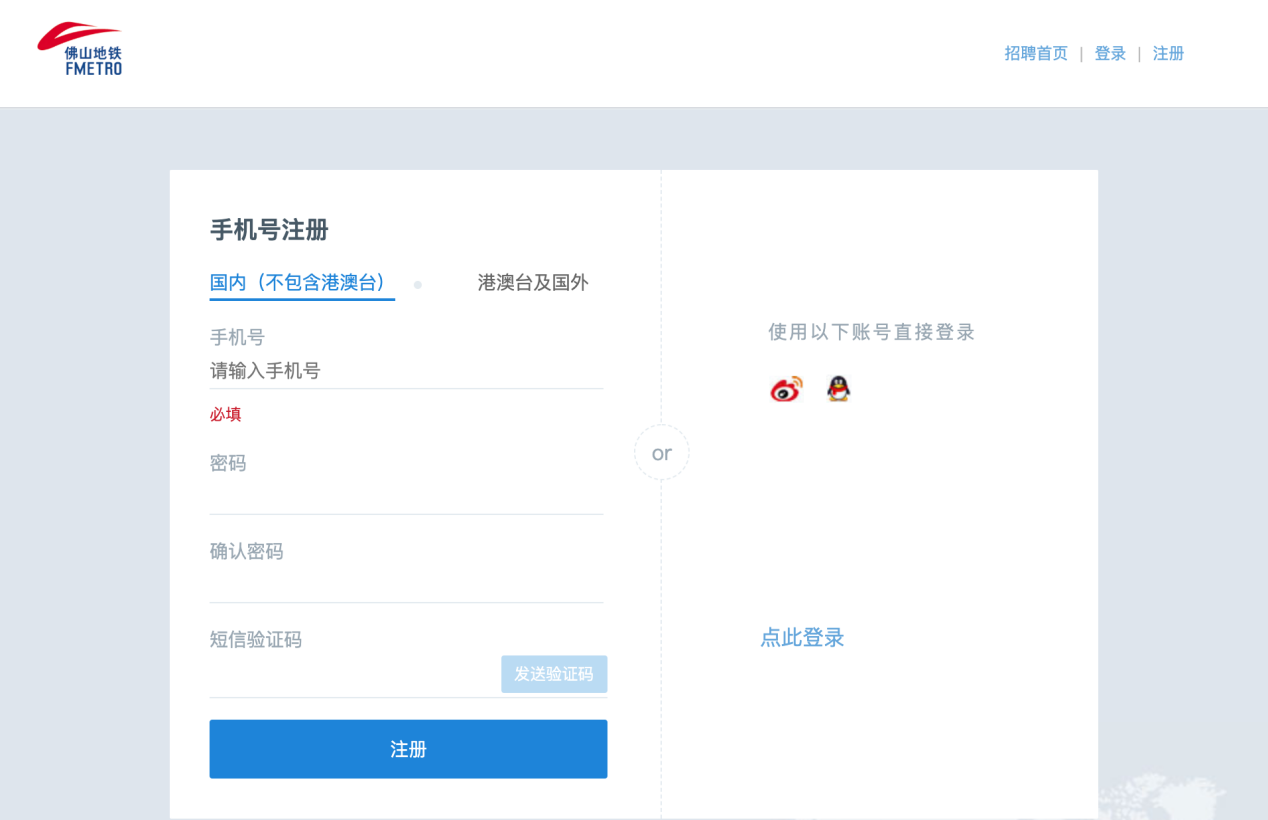 佛山地铁
FMETRO
招聘首页 | 登录 | 注册
手机号注册
国内（不包含港澳台）
港澳台及国外
手机号
请输入手机号
必填
密码
确认密码
短信验证码
发送验证码
注册
or
使用以下账号直接登录
点此登录